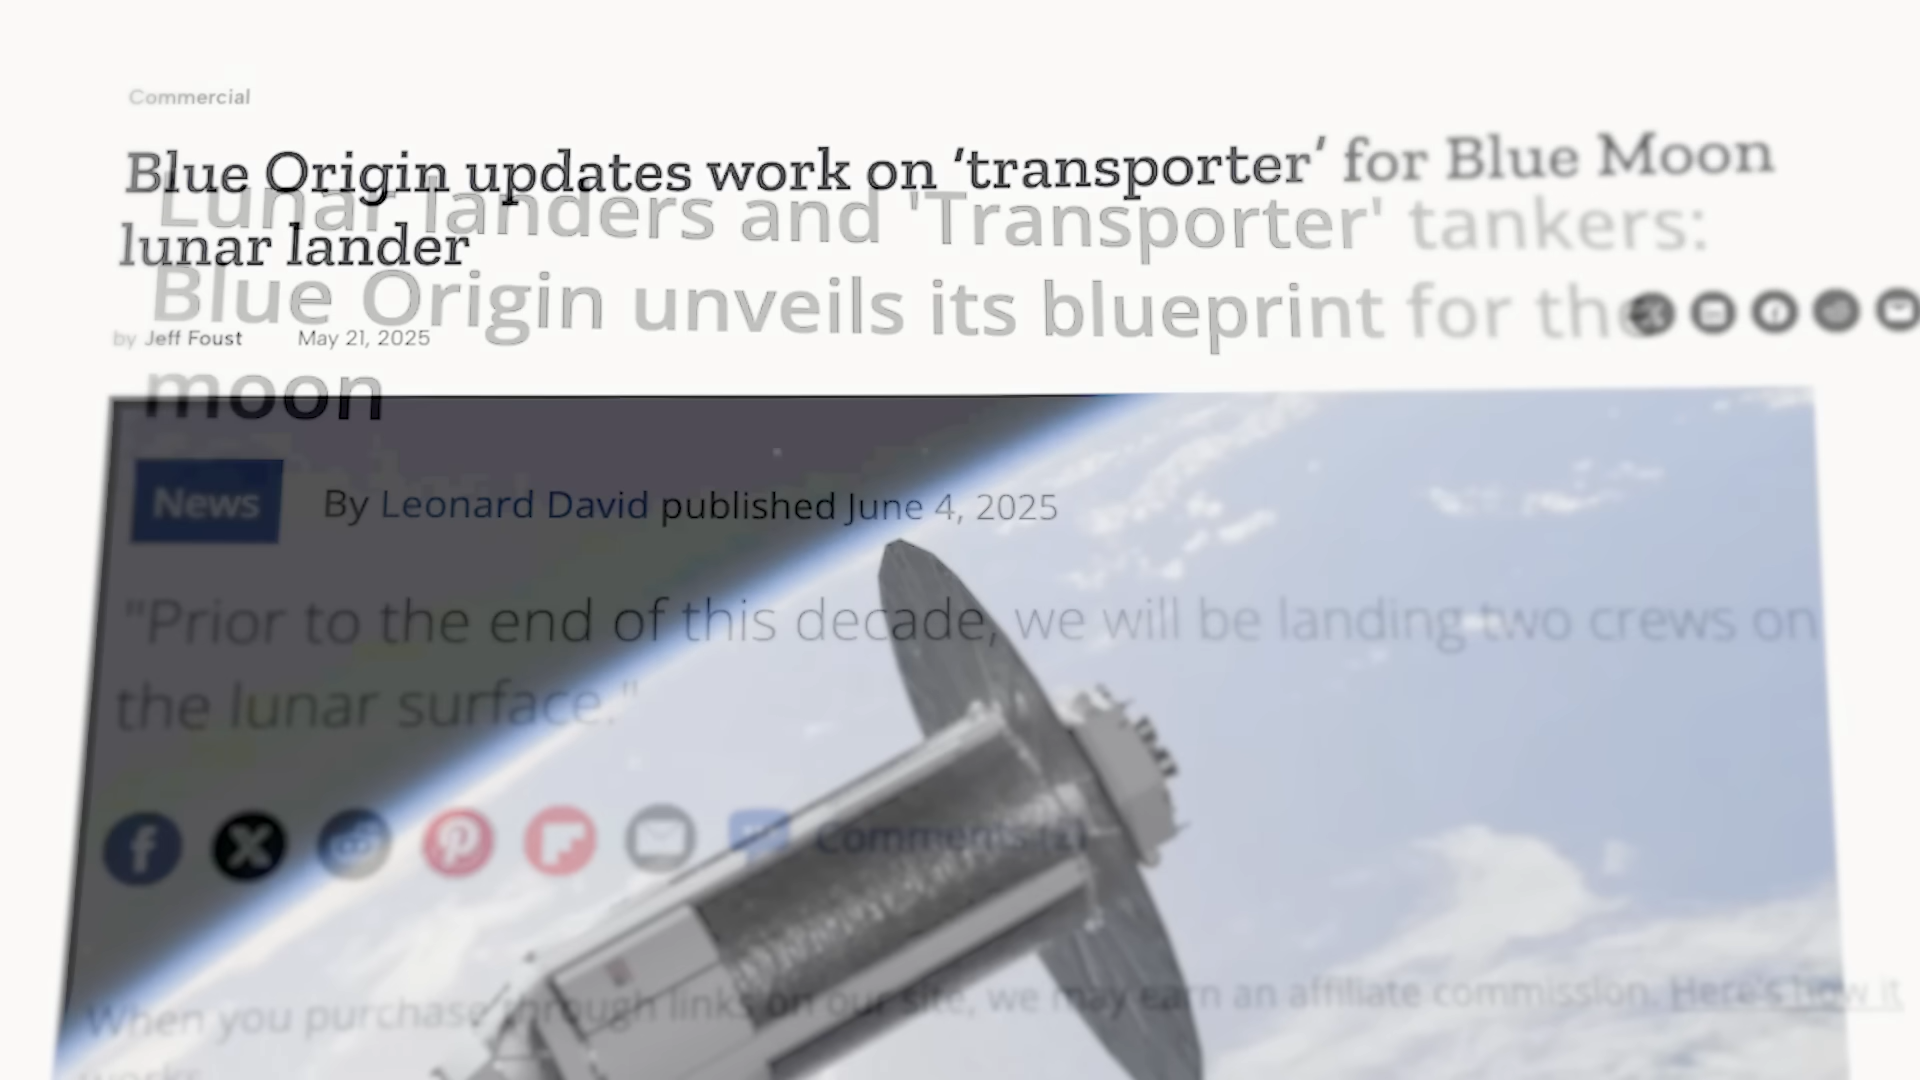 Commercial
Blue Origin updates work on ‘transporter’ for Blue Moon
lunar lander
by Jeff Foust May 21, 2025
Lunar landers and 'Transporter' tankers:
Blue Origin unveils its blueprint for the
moon
News By Leonard David published June 4, 2025
"Prior to the end of this decade, we will be landing two crews on
the lunar surface."
Comments (2)
When you purchase through links on our site, we may earn an affiliate commission. Here's how it
works